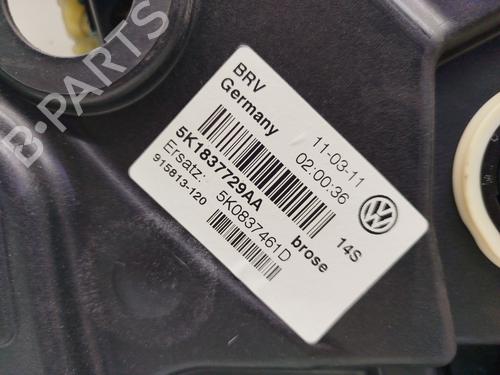 BRV
Germany
11-03-11
02:00:36
5K1837729AA
Ersatz:
5K0837461D
915813-120
brose
14S
B-PARTS